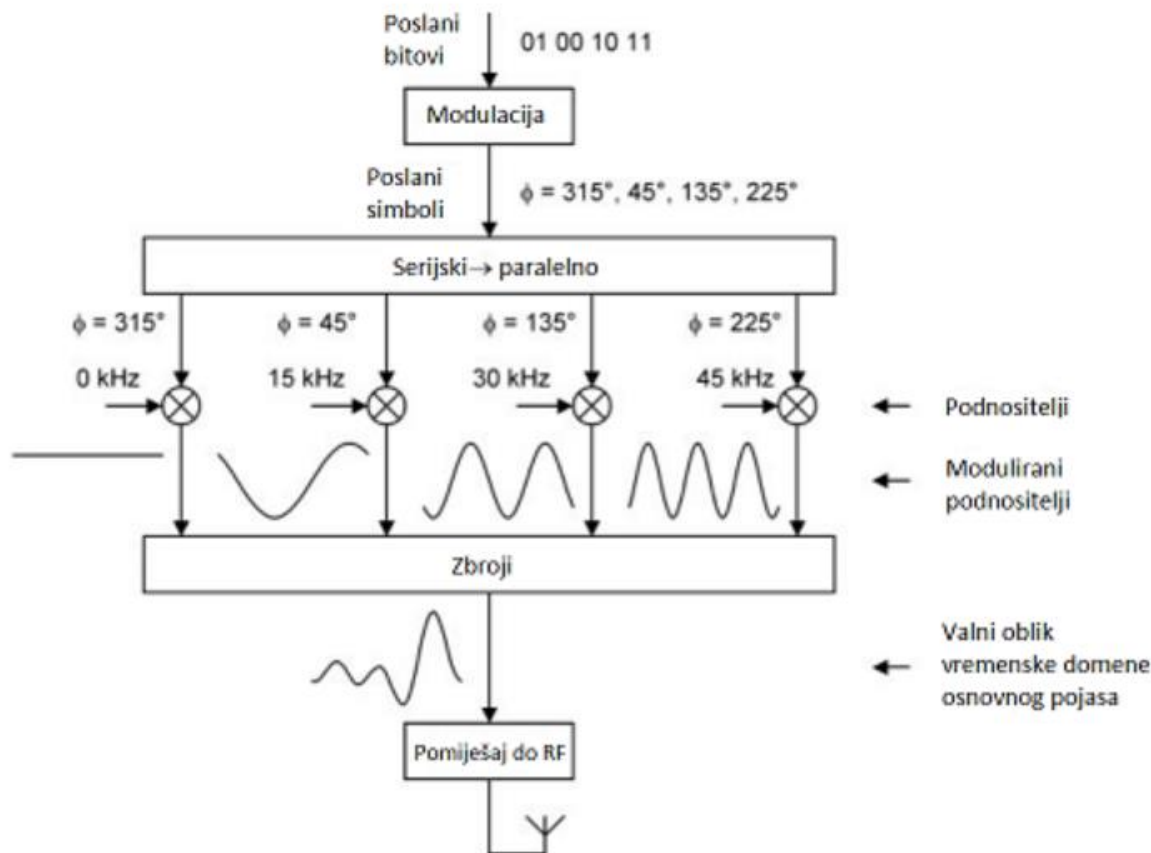 Poslani
bitovi
01 00 10 11
Modulacija
Poslani
simboli
ϕ = 315°, 45°, 135°, 225°
Serijski→ paralelno
ϕ = 315°
ϕ = 45°
ϕ = 135°
ϕ = 225°
0 kHz
15 kHz
30 kHz
45 kHz
Podnositelji
Modulirani
podnositelji
Zbroji
Valni oblik
vremenske domene
osnovnog pojasa
Pomiješaj do RF